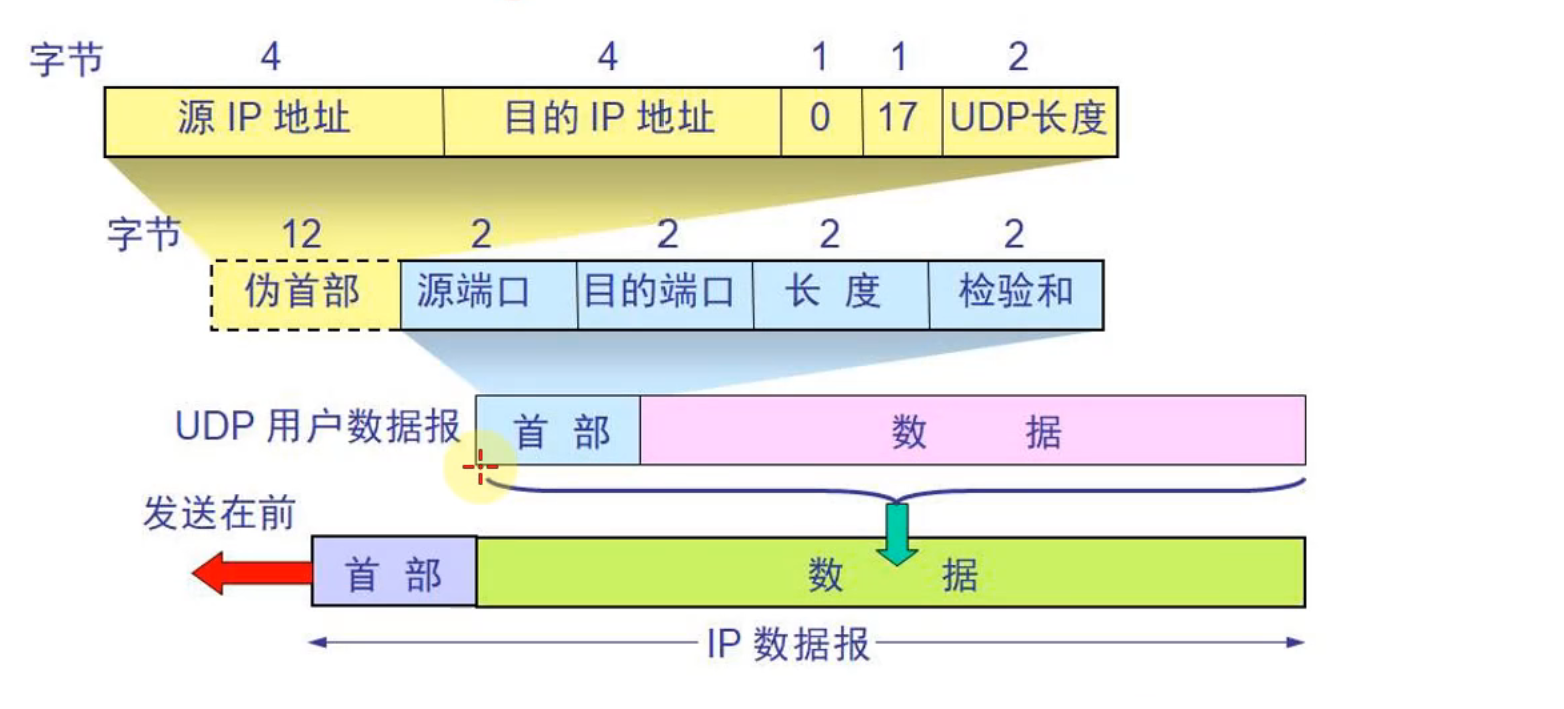 字节 4 4 1 1 2
源 IP 地址 目的 IP 地址 0 17 UDP长度
字节 12 2 2 2 2
伪首部 源端口 目的端口 长 度 检验和
UDP 用户数据报 首 部 数 据
发送在前
首 部 数 据
IP 数据报